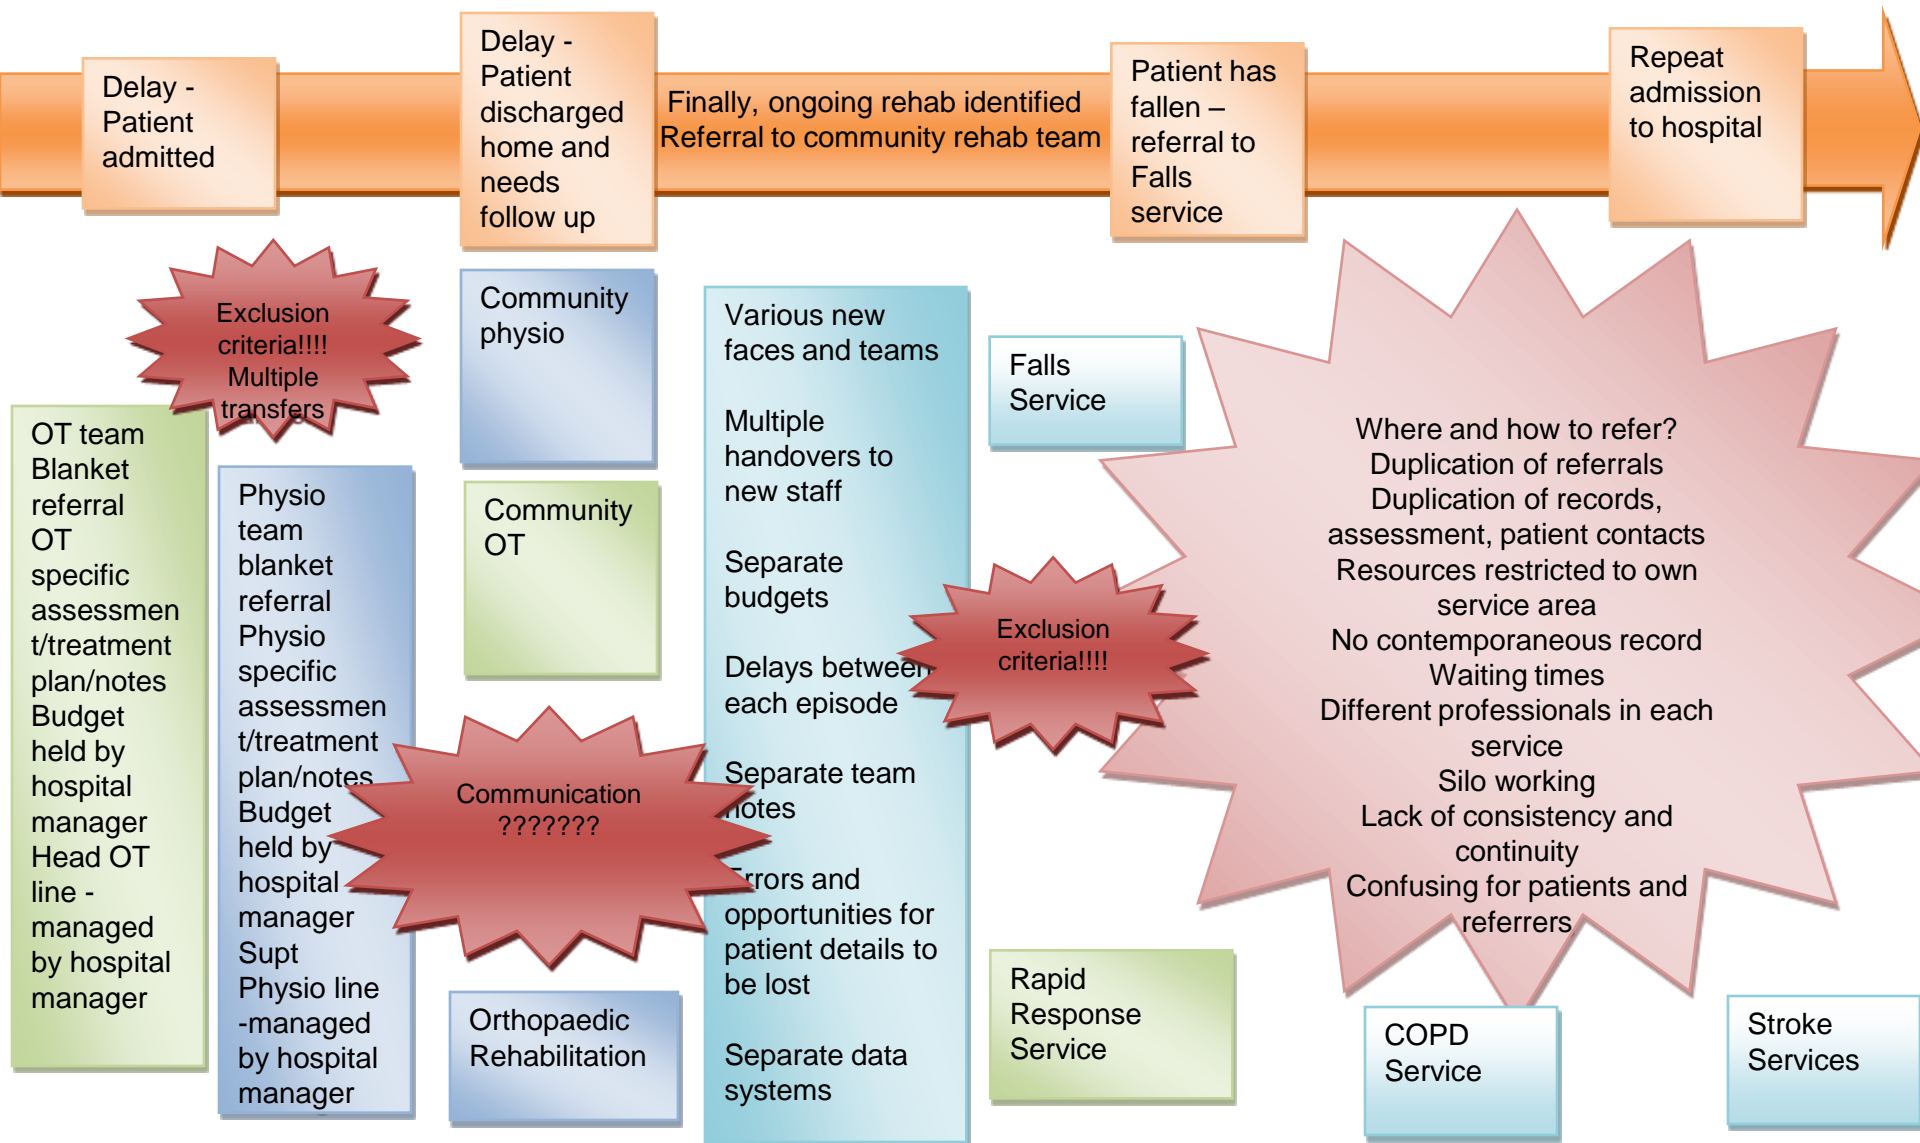 Delay -
Patient
admitted
Delay -
Patient
discharged
home and
needs
follow up
Finally, ongoing rehab identified
Referral to community rehab team
Patient has
fallen –
referral to
Falls
service
Repeat
admission
to hospital
Exclusion
criteria!!!!
Multiple
transfers
OT team
Blanket
referral
OT
specific
assessmen
t/treatment
plan/notes
Budget
held by
hospital
manager
Head OT
line -
managed
by hospital
manager
Physio
team
blanket
referral
Physio
specific
assessmen
t/treatment
plan/notes
Budget
held by
hospital
manager
Supt
Physio line
-managed
by hospital
manager
Community
physio
Community
OT
Communication
???????
Orthopaedic
Rehabilitation
Various new
faces and teams
Multiple
handovers to
new staff
Separate
budgets
Delays between
each episode
Separate team
notes
Errors and
opportunities for
patient details to
be lost
Separate data
systems
Falls
Service
Exclusion
criteria!!!!
Rapid
Response
Service
Where and how to refer?
Duplication of referrals
Duplication of records,
assessment, patient contacts
Resources restricted to own
service area
No contemporaneous record
Waiting times
Different professionals in each
service
Silo working
Lack of consistency and
continuity
Confusing for patients and
referrers
COPD
Service
Stroke
Services